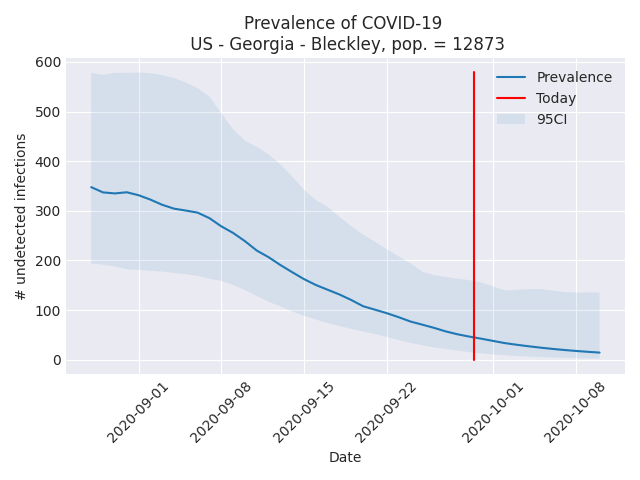 Prevalence of COVID-19
US - Georgia - Bleckley, pop. = 12873
600
500
400
300
200
100
0
# undetected infections
Prevalence
Today
95CI
2020-09-01
2020-09-08
2020-09-15
2020-09-22
2020-10-01
2020-10-08
Date